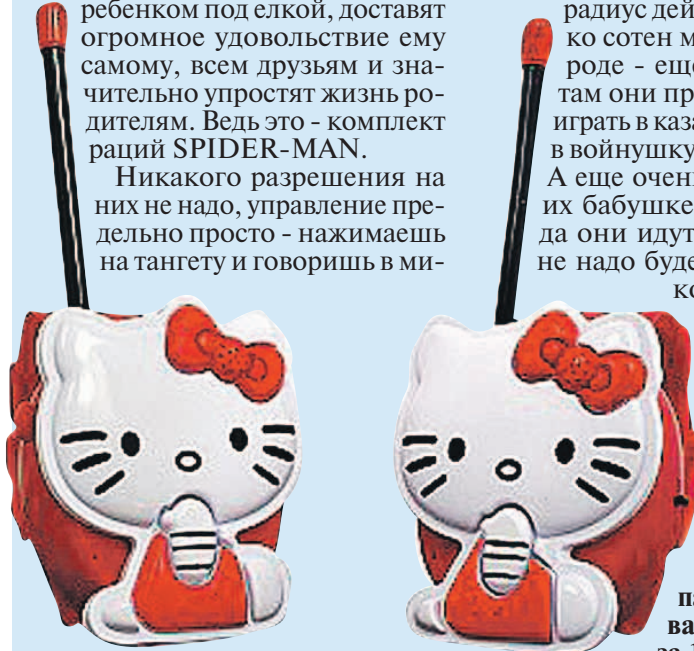 ребенком под елкой, доставят
огромное удовольствие ему
самому, всем друзьям и зна-
чительно упростят жизнь ро-
дителям. Ведь это - комплект
раций SPIDER-MAN.
Никакого разрешения на
них не надо, управление пре-
дельно просто - нажимаешь
на тангету и говоришь в ми-
радиус дей
ко сотен м
роде - еще
там они пр
играть в каза
в войнушку
А еще очен
их бабушке
да они идут
не надо буде
ко
ва